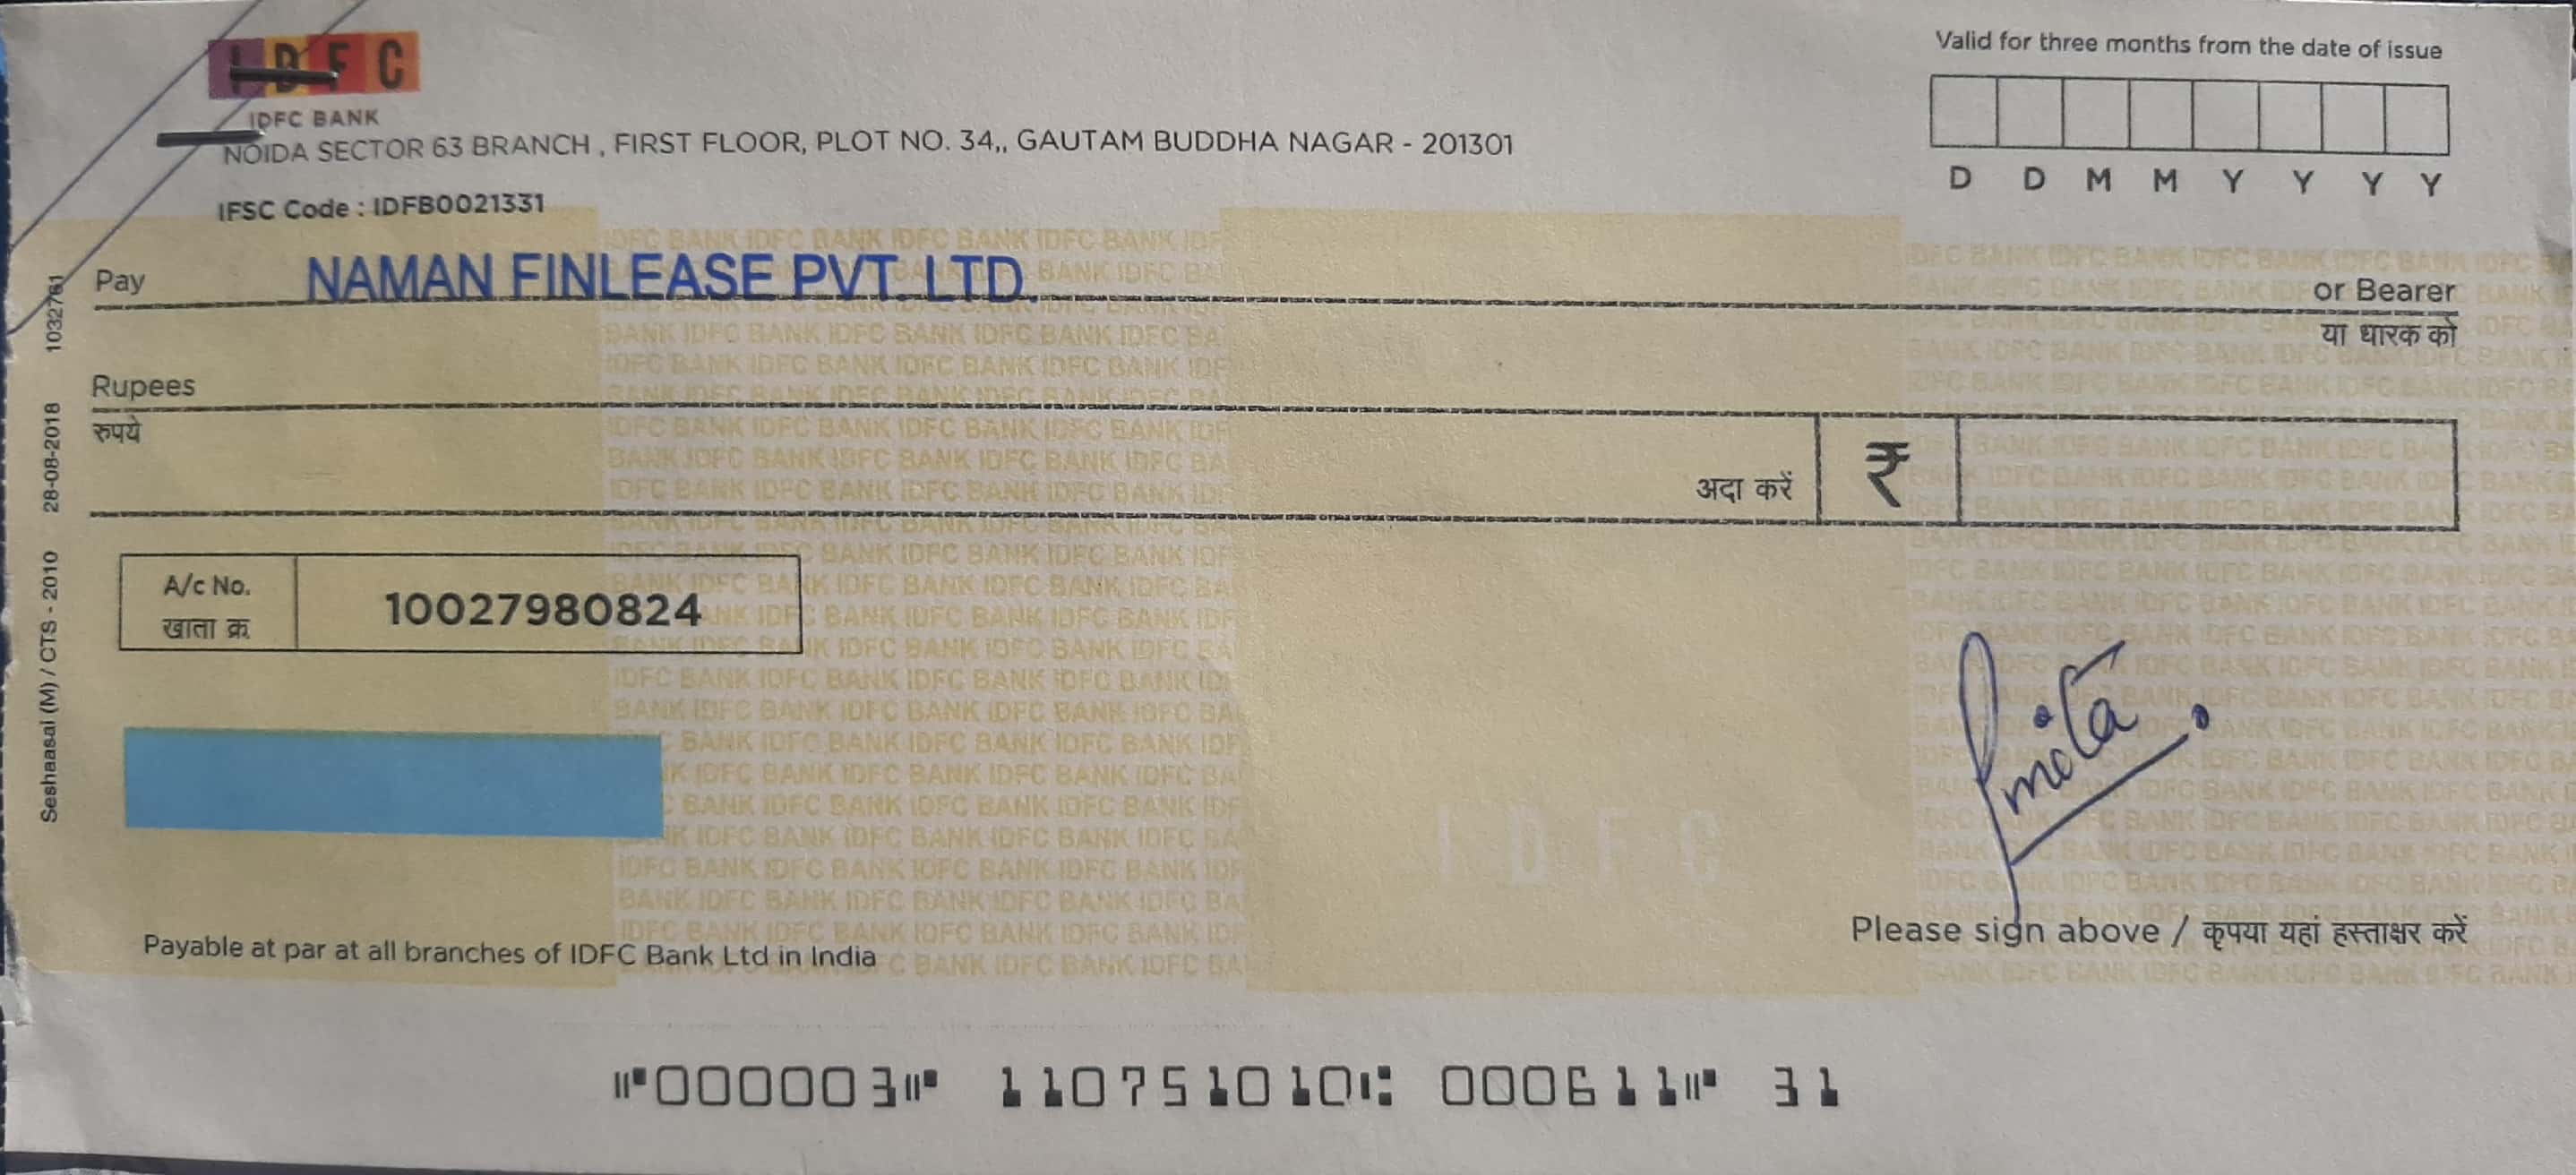 IDFC
IDFC BANK
NOIDA SECTOR 63 BRANCH , FIRST FLOOR, PLOT NO. 34,, GAUTAM BUDDHA NAGAR - 201301
IFSC Code : IDFB0021331
Valid for three months from the date of issue
D D M M Y Y Y Y
Pay NAMAN FINLEASE PVT. LTD. or Bearer
या धारक को
Rupees
रुपये
अदा करें ₹
A/c No. 10027980824
खाता क्र
Payable at par at all branches of IDFC Bank Ltd in India
Please sign above / कृपया यहां हस्ताक्षर करें
⑈000003⑈ 110751010⑆ 000611⑈ 31
Seshaasai (M) / CTS - 2010 28-08-2018 1032761